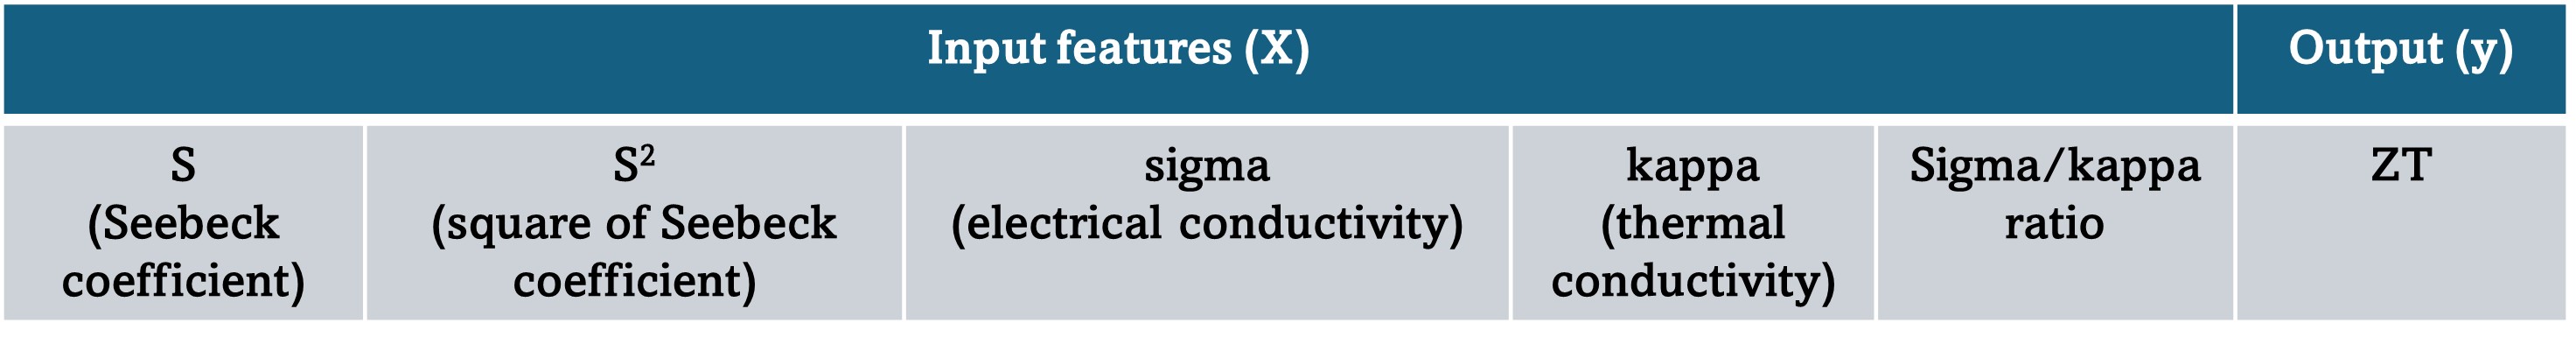 Input features (X)
Output (y)
S
(Seebeck
coefficient)
S²
(square of Seebeck
coefficient)
sigma
(electrical conductivity)
kappa
(thermal
conductivity)
Sigma/kappa
ratio
ZT